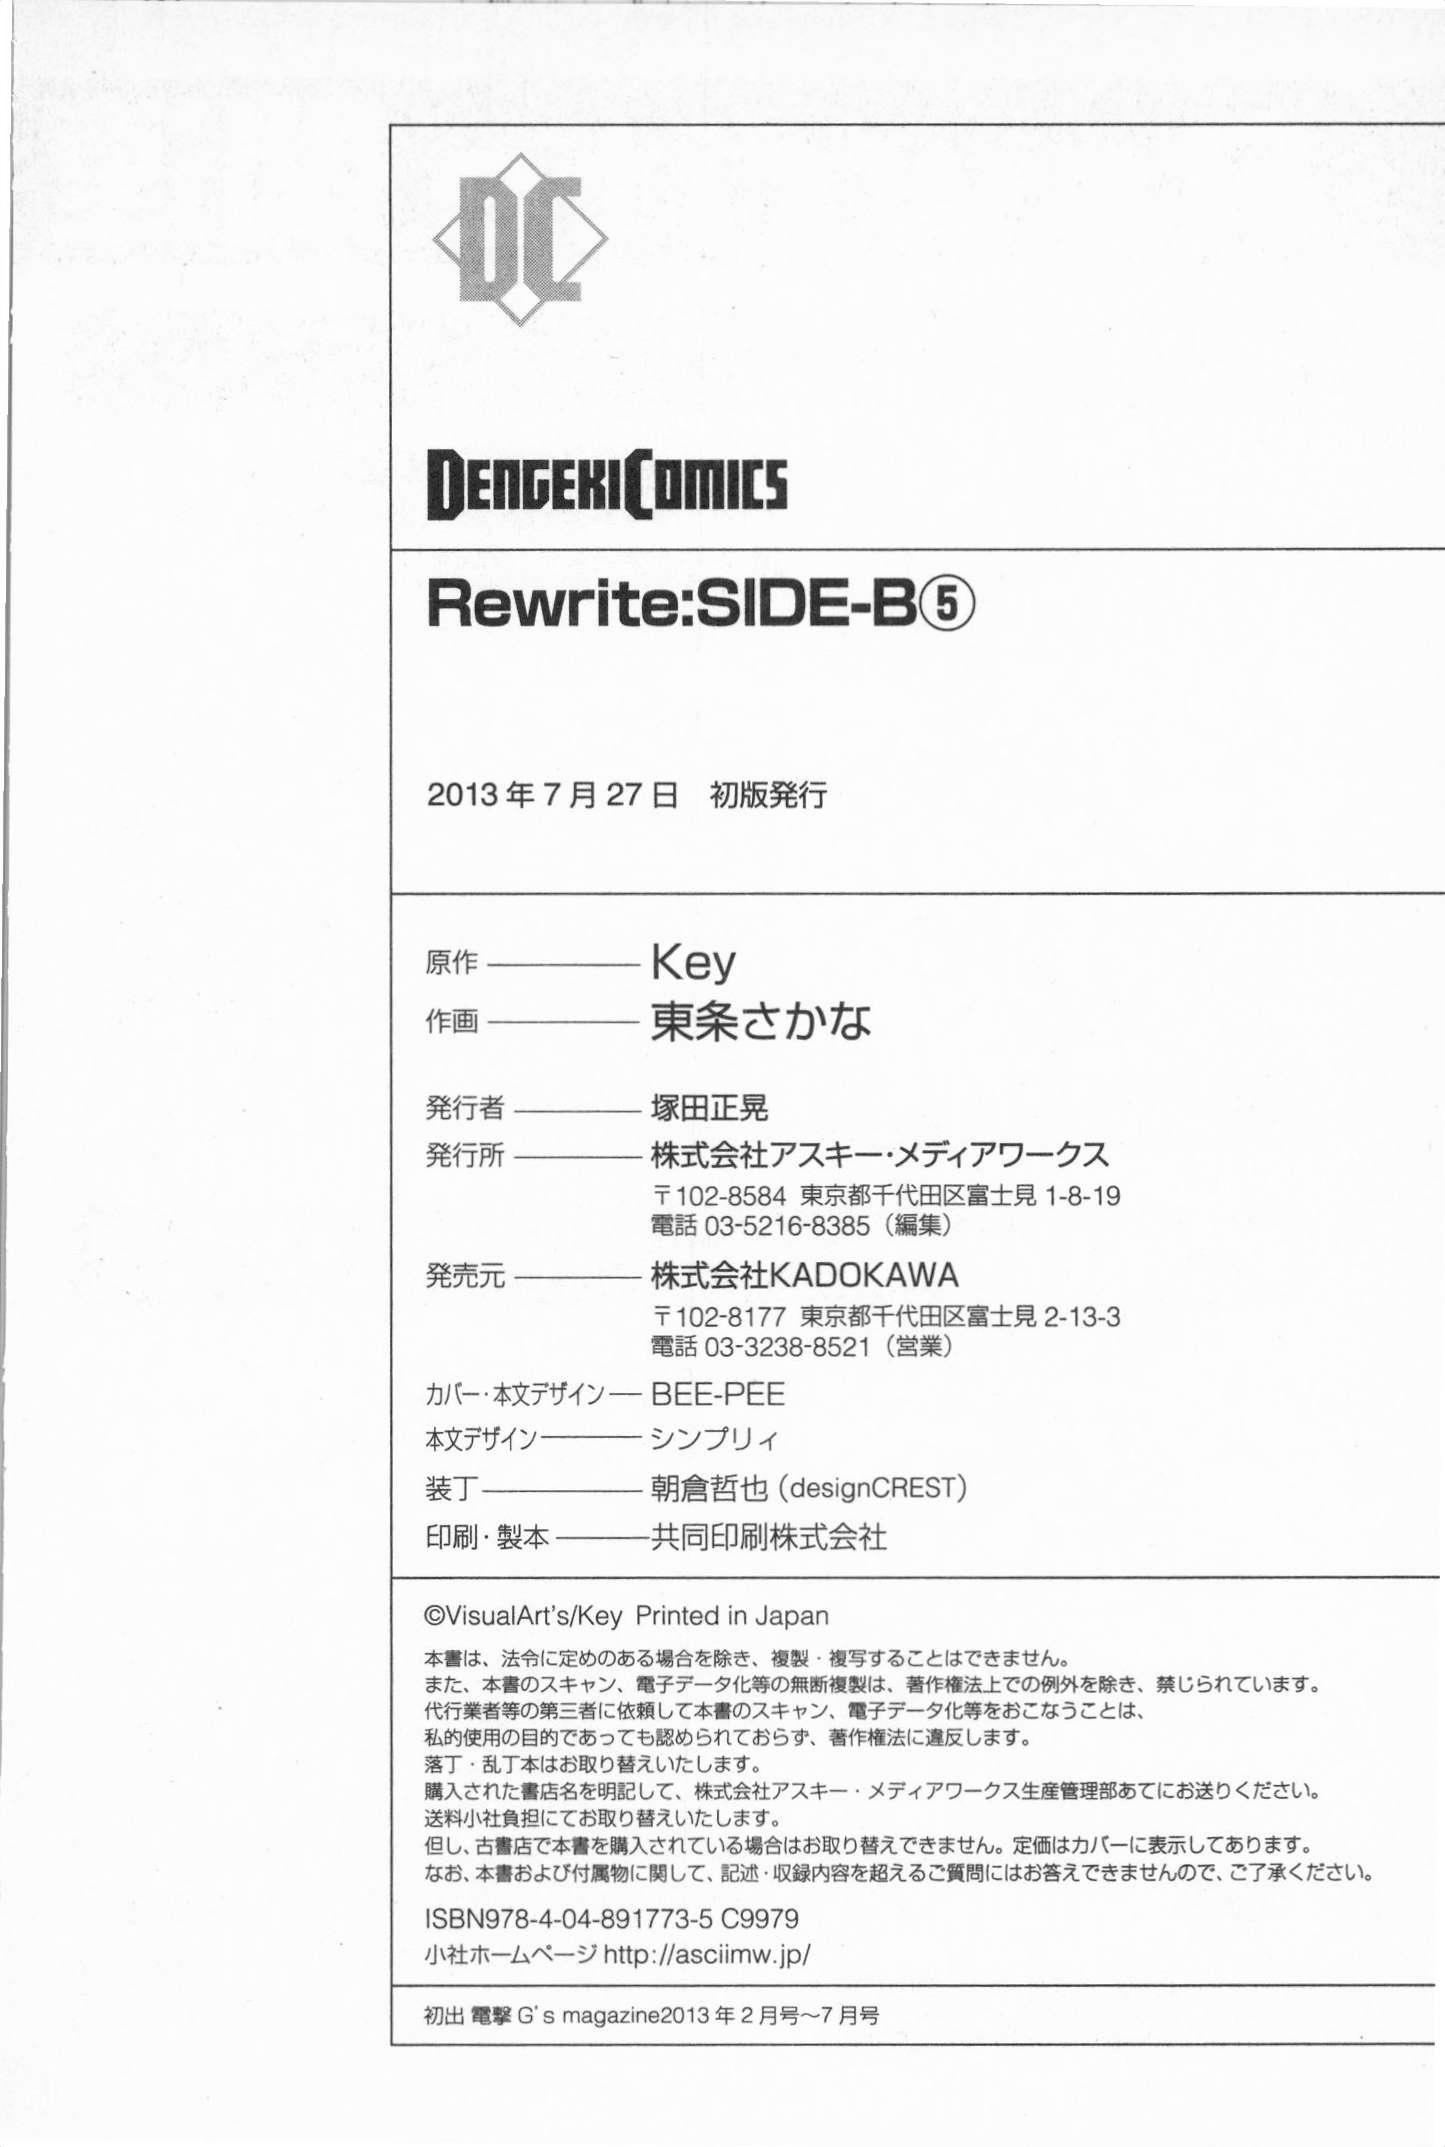 DC
DENGEKI COMICS
Rewrite:SIDE-B⑤
2013年7月27日　初版発行
原作 ――― Key
作画 ――― 東条さかな
発行者 ――― 塚田正晃
発行所 ――― 株式会社アスキー・メディアワークス
〒102-8584 東京都千代田区富士見 1-8-19
電話 03-5216-8385（編集）
発売元 ――― 株式会社KADOKAWA
〒102-8177 東京都千代田区富士見 2-13-3
電話 03-3238-8521（営業）
カバー・本文デザイン ― BEE-PEE
本文デザイン ――― シンプリィ
装丁 ――― 朝倉哲也（designCREST）
印刷・製本 ――― 共同印刷株式会社
©VisualArt's/Key Printed in Japan
本書は、法令に定めのある場合を除き、複製・複写することはできません。
また、本書のスキャン、電子データ化等の無断複製は、著作権法上での例外を除き、禁じられています。
代行業者等の第三者に依頼して本書のスキャン、電子データ化等をおこなうことは、
私的使用の目的であっても認められておらず、著作権法に違反します。
落丁・乱丁本はお取り替えいたします。
購入された書店名を明記して、株式会社アスキー・メディアワークス生産管理部あてにお送りください。
送料小社負担にてお取り替えいたします。
但し、古書店で本書を購入されている場合はお取り替えできません。定価はカバーに表示してあります。
なお、本書および付属物に関して、記述・収録内容を超えるご質問にはお答えできませんので、ご了承ください。
ISBN978-4-04-891773-5 C9979
小社ホームページ http://asciimw.jp/
初出 電撃 G's magazine2013年2月号〜7月号